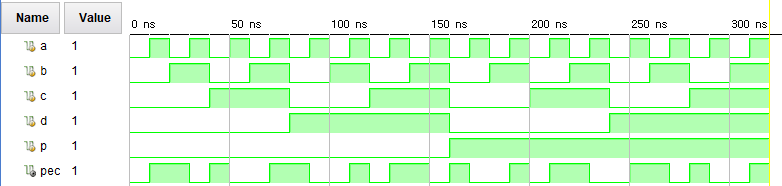 Name Value 0 ns 50 ns 100 ns 150 ns 200 ns 250 ns 300 ns
a 1
b 1
c 1
d 1
p 1
pec 1